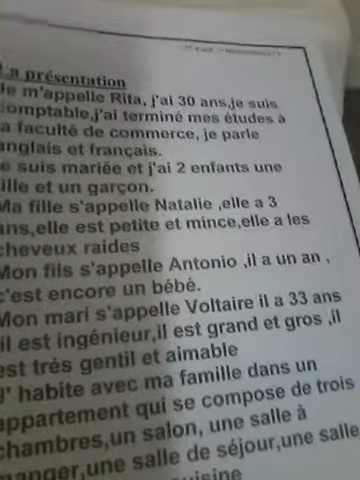 La présentation
Je m'appelle Rita, j'ai 30 ans,je suis
comptable,j'ai terminé mes études à
la faculté de commerce, je parle
anglais et français.
Je suis mariée et j'ai 2 enfants une
fille et un garçon.
Ma fille s'appelle Natalie ,elle a 3
ans,elle est petite et mince,elle a les
cheveux raides
Mon fils s'appelle Antonio ,il a un an ,
c'est encore un bébé.
Mon mari s'appelle Voltaire il a 33 ans
,il est ingénieur,il est grand et gros ,il
est trés gentil et aimable
J' habite avec ma famille dans un
appartement qui se compose de trois
chambres,un salon, une salle à
manger,une salle de séjour,une salle
cuisine